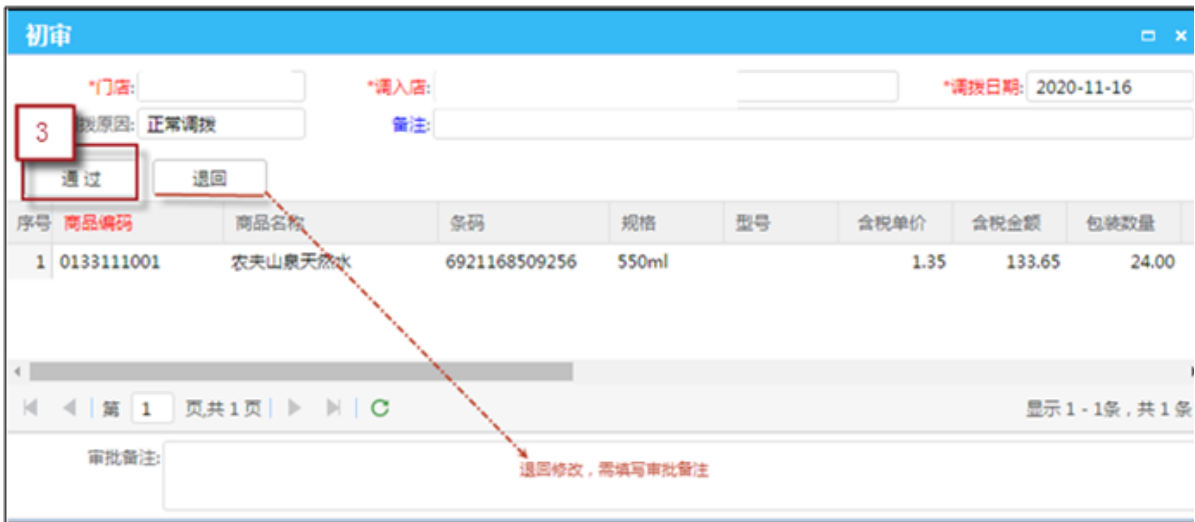 初审
*门店: *调入店: *调拨日期: 2020-11-16
3 拨原因: 正常调拨 备注:
通过 退回
序号 商品编码 商品名称 条码 规格 型号 含税单价 含税金额 包装数量
1 0133111001 农夫山泉天然水 6921168509256 550ml 1.35 133.65 24.00
第 1 页,共1页 显示1-1条，共1条
审批备注:
退回修改，需填写审批备注